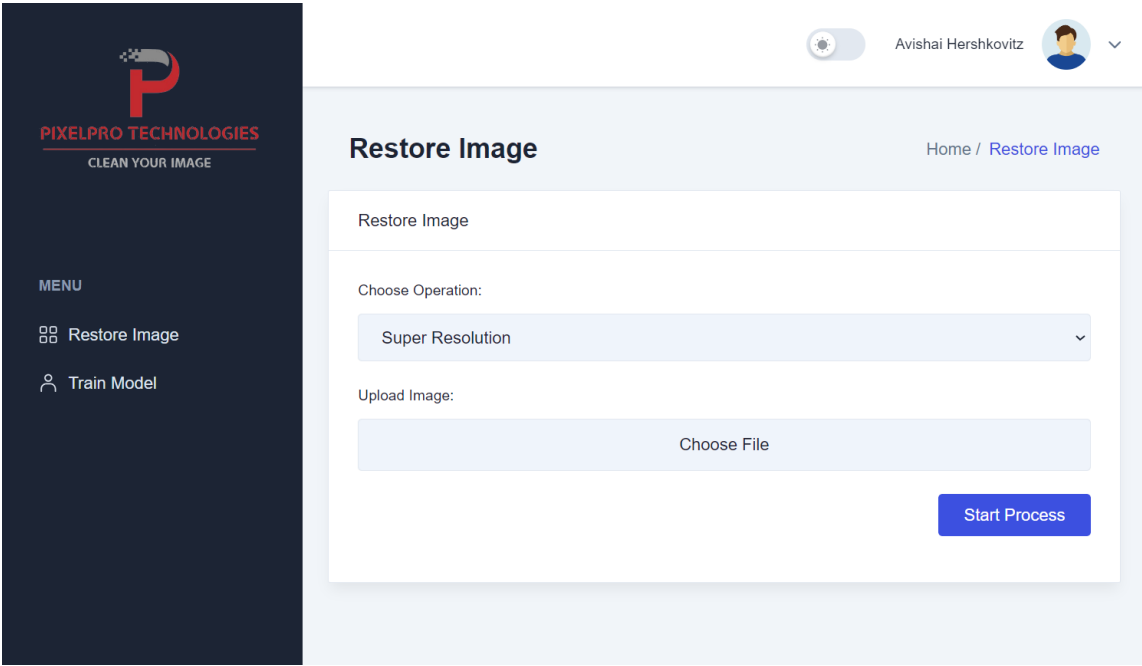 PIXELPRO TECHNOLOGIES
CLEAN YOUR IMAGE
MENU
Restore Image
Train Model
Avishai Hershkovitz
Restore Image
Home / Restore Image
Restore Image
Choose Operation:
Super Resolution
Upload Image:
Choose File
Start Process